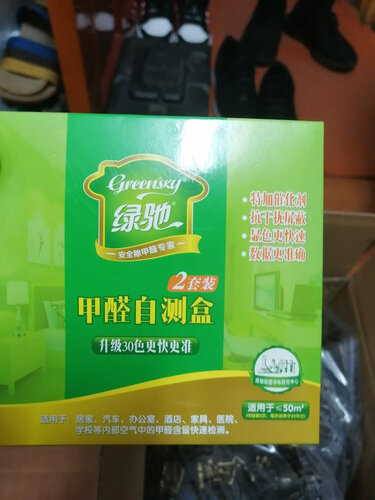 Greensky
绿驰
安全除甲醛专家
·特加催化剂
·抗干扰屏蔽
·显色更快速
·数据更准确
2套装
甲醛自测盒
升级30色更快更准
适用于≤50m²
适用于：居家、汽车、办公室、酒店、家具、医院、
学校等内部空气中的甲醛含量快速检测。